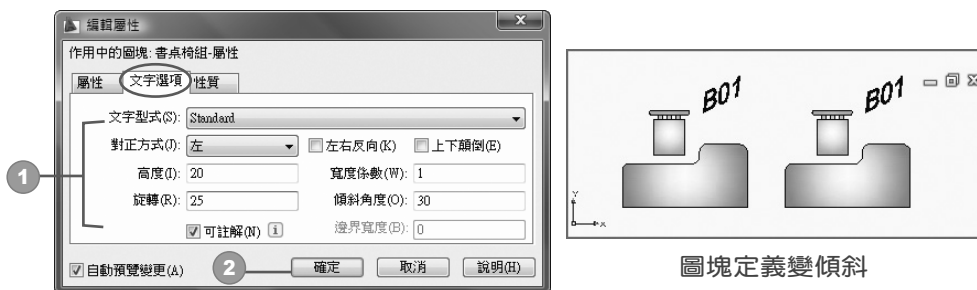 編輯屬性
作用中的圖塊: 書桌椅組-屬性
屬性 文字選項 性質
文字型式(S): Standard
對正方式(J): 左 左右反向(K) 上下顛倒(E)
高度(I): 20 寬度係數(W): 1
旋轉(R): 25 傾斜角度(O): 30
可註解(N) 邊界寬度(B): 0
自動預覽變更(A) 確定 取消 說明(H)
1
2
B01 B01
Y
X
圖塊定義變傾斜